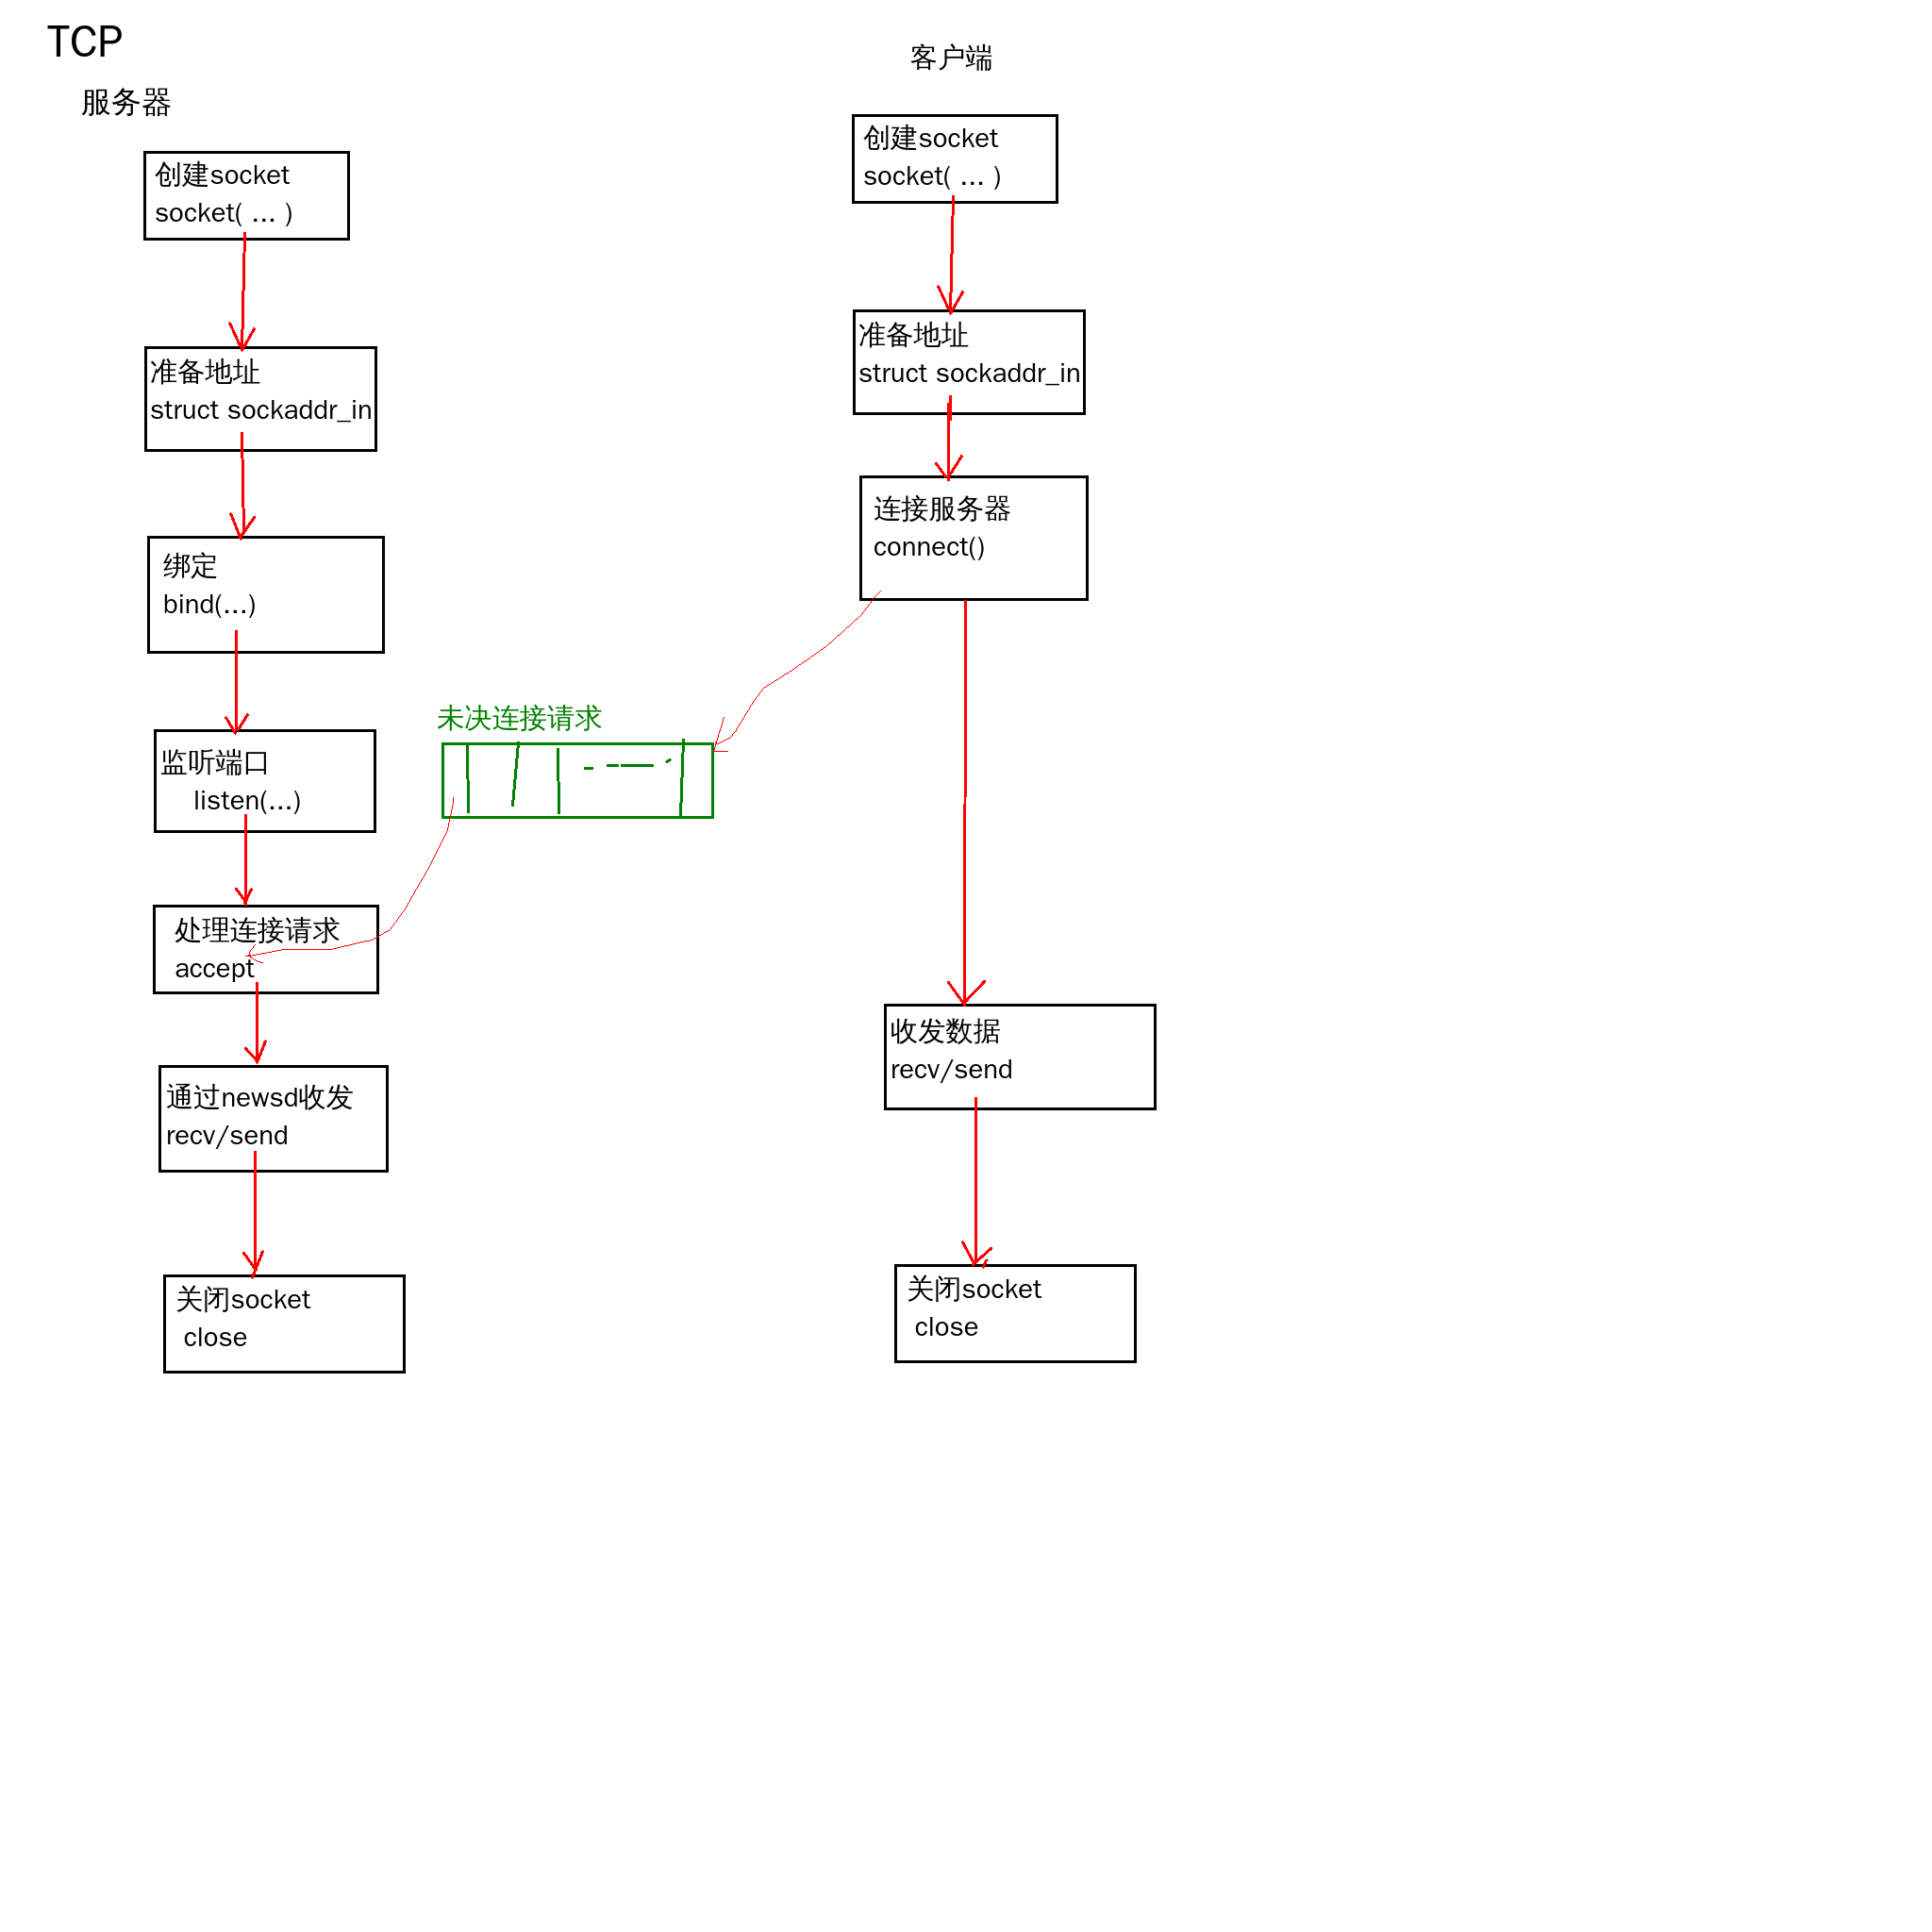 TCP
服务器
创建socket
socket( ... )
准备地址
struct sockaddr_in
绑定
bind(...)
监听端口
listen(...)
处理连接请求
accept
通过newsd收发
recv/send
关闭socket
close
未决连接请求
客户端
创建socket
socket( ... )
准备地址
struct sockaddr_in
连接服务器
connect()
收发数据
recv/send
关闭socket
close